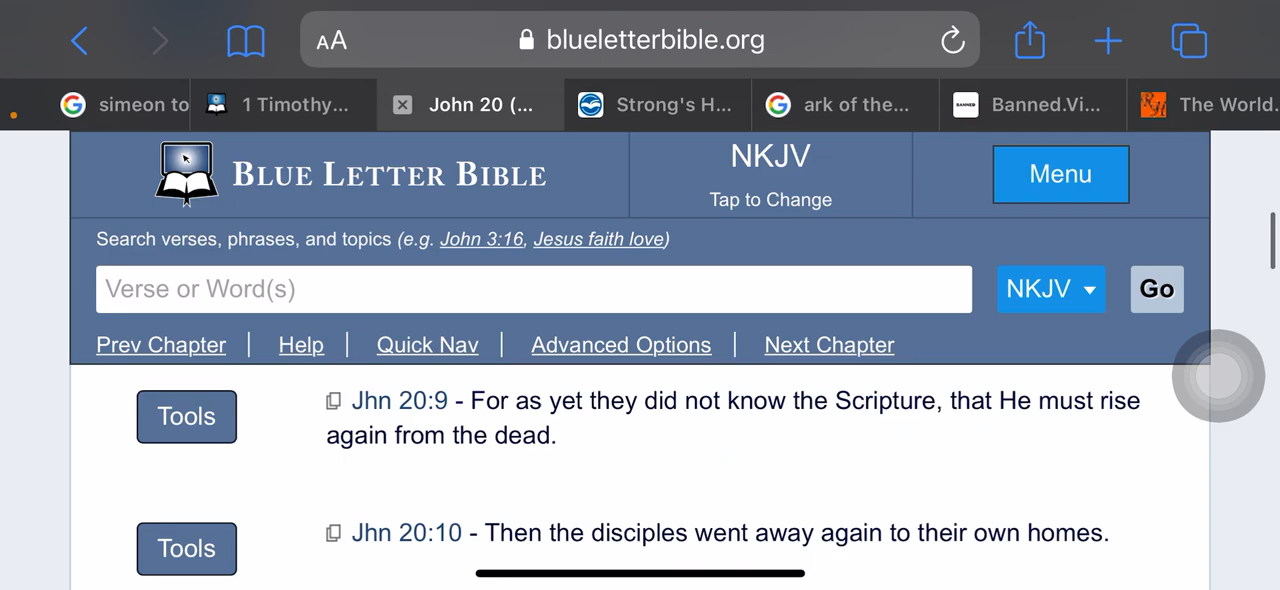 AA blueletterbible.org
simeon to 1 Timothy... John 20 (... Strong's H... ark of the... BANNED Banned.Vi... The World.
BLUE LETTER BIBLE
NKJV
Tap to Change
Menu
Search verses, phrases, and topics (e.g. John 3:16, Jesus faith love)
Verse or Word(s) NKJV Go
Prev Chapter | Help | Quick Nav | Advanced Options | Next Chapter
Tools
Jhn 20:9 - For as yet they did not know the Scripture, that He must rise
again from the dead.
Tools
Jhn 20:10 - Then the disciples went away again to their own homes.